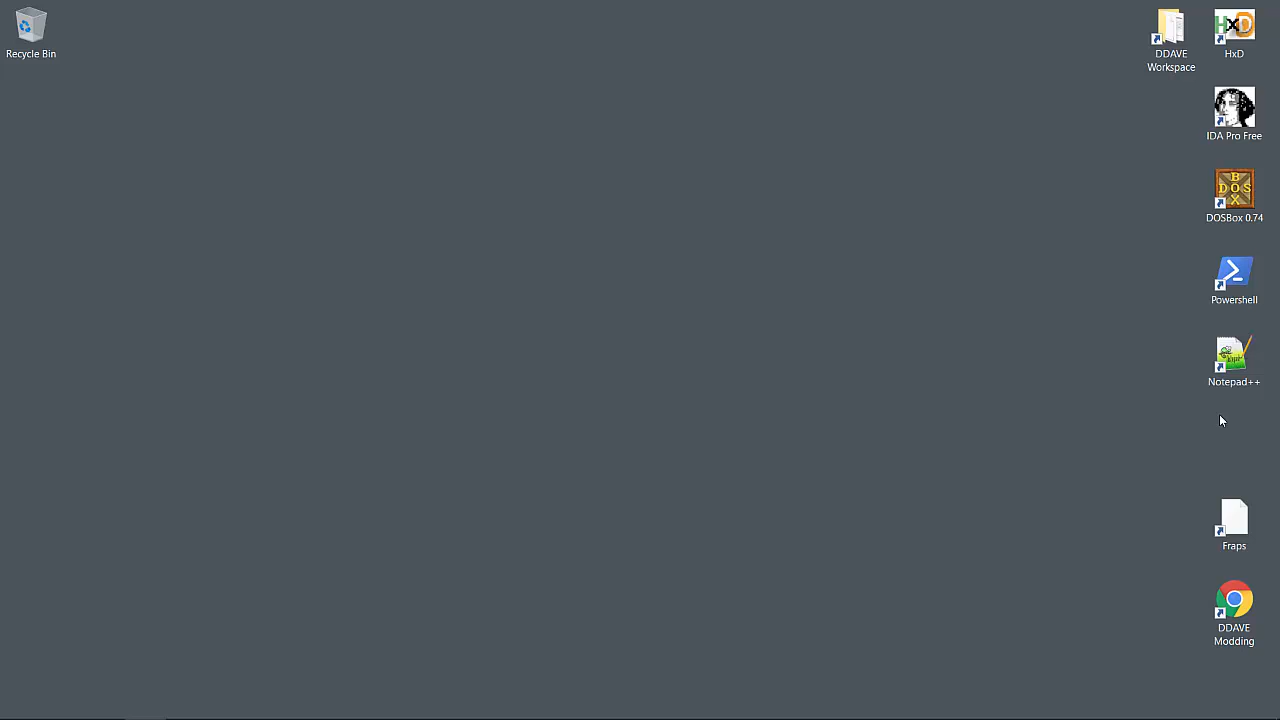 Recycle Bin
DDAVE
Workspace
HxD
IDA Pro Free
DOSBox 0.74
Powershell
Notepad++
Fraps
DDAVE
Modding